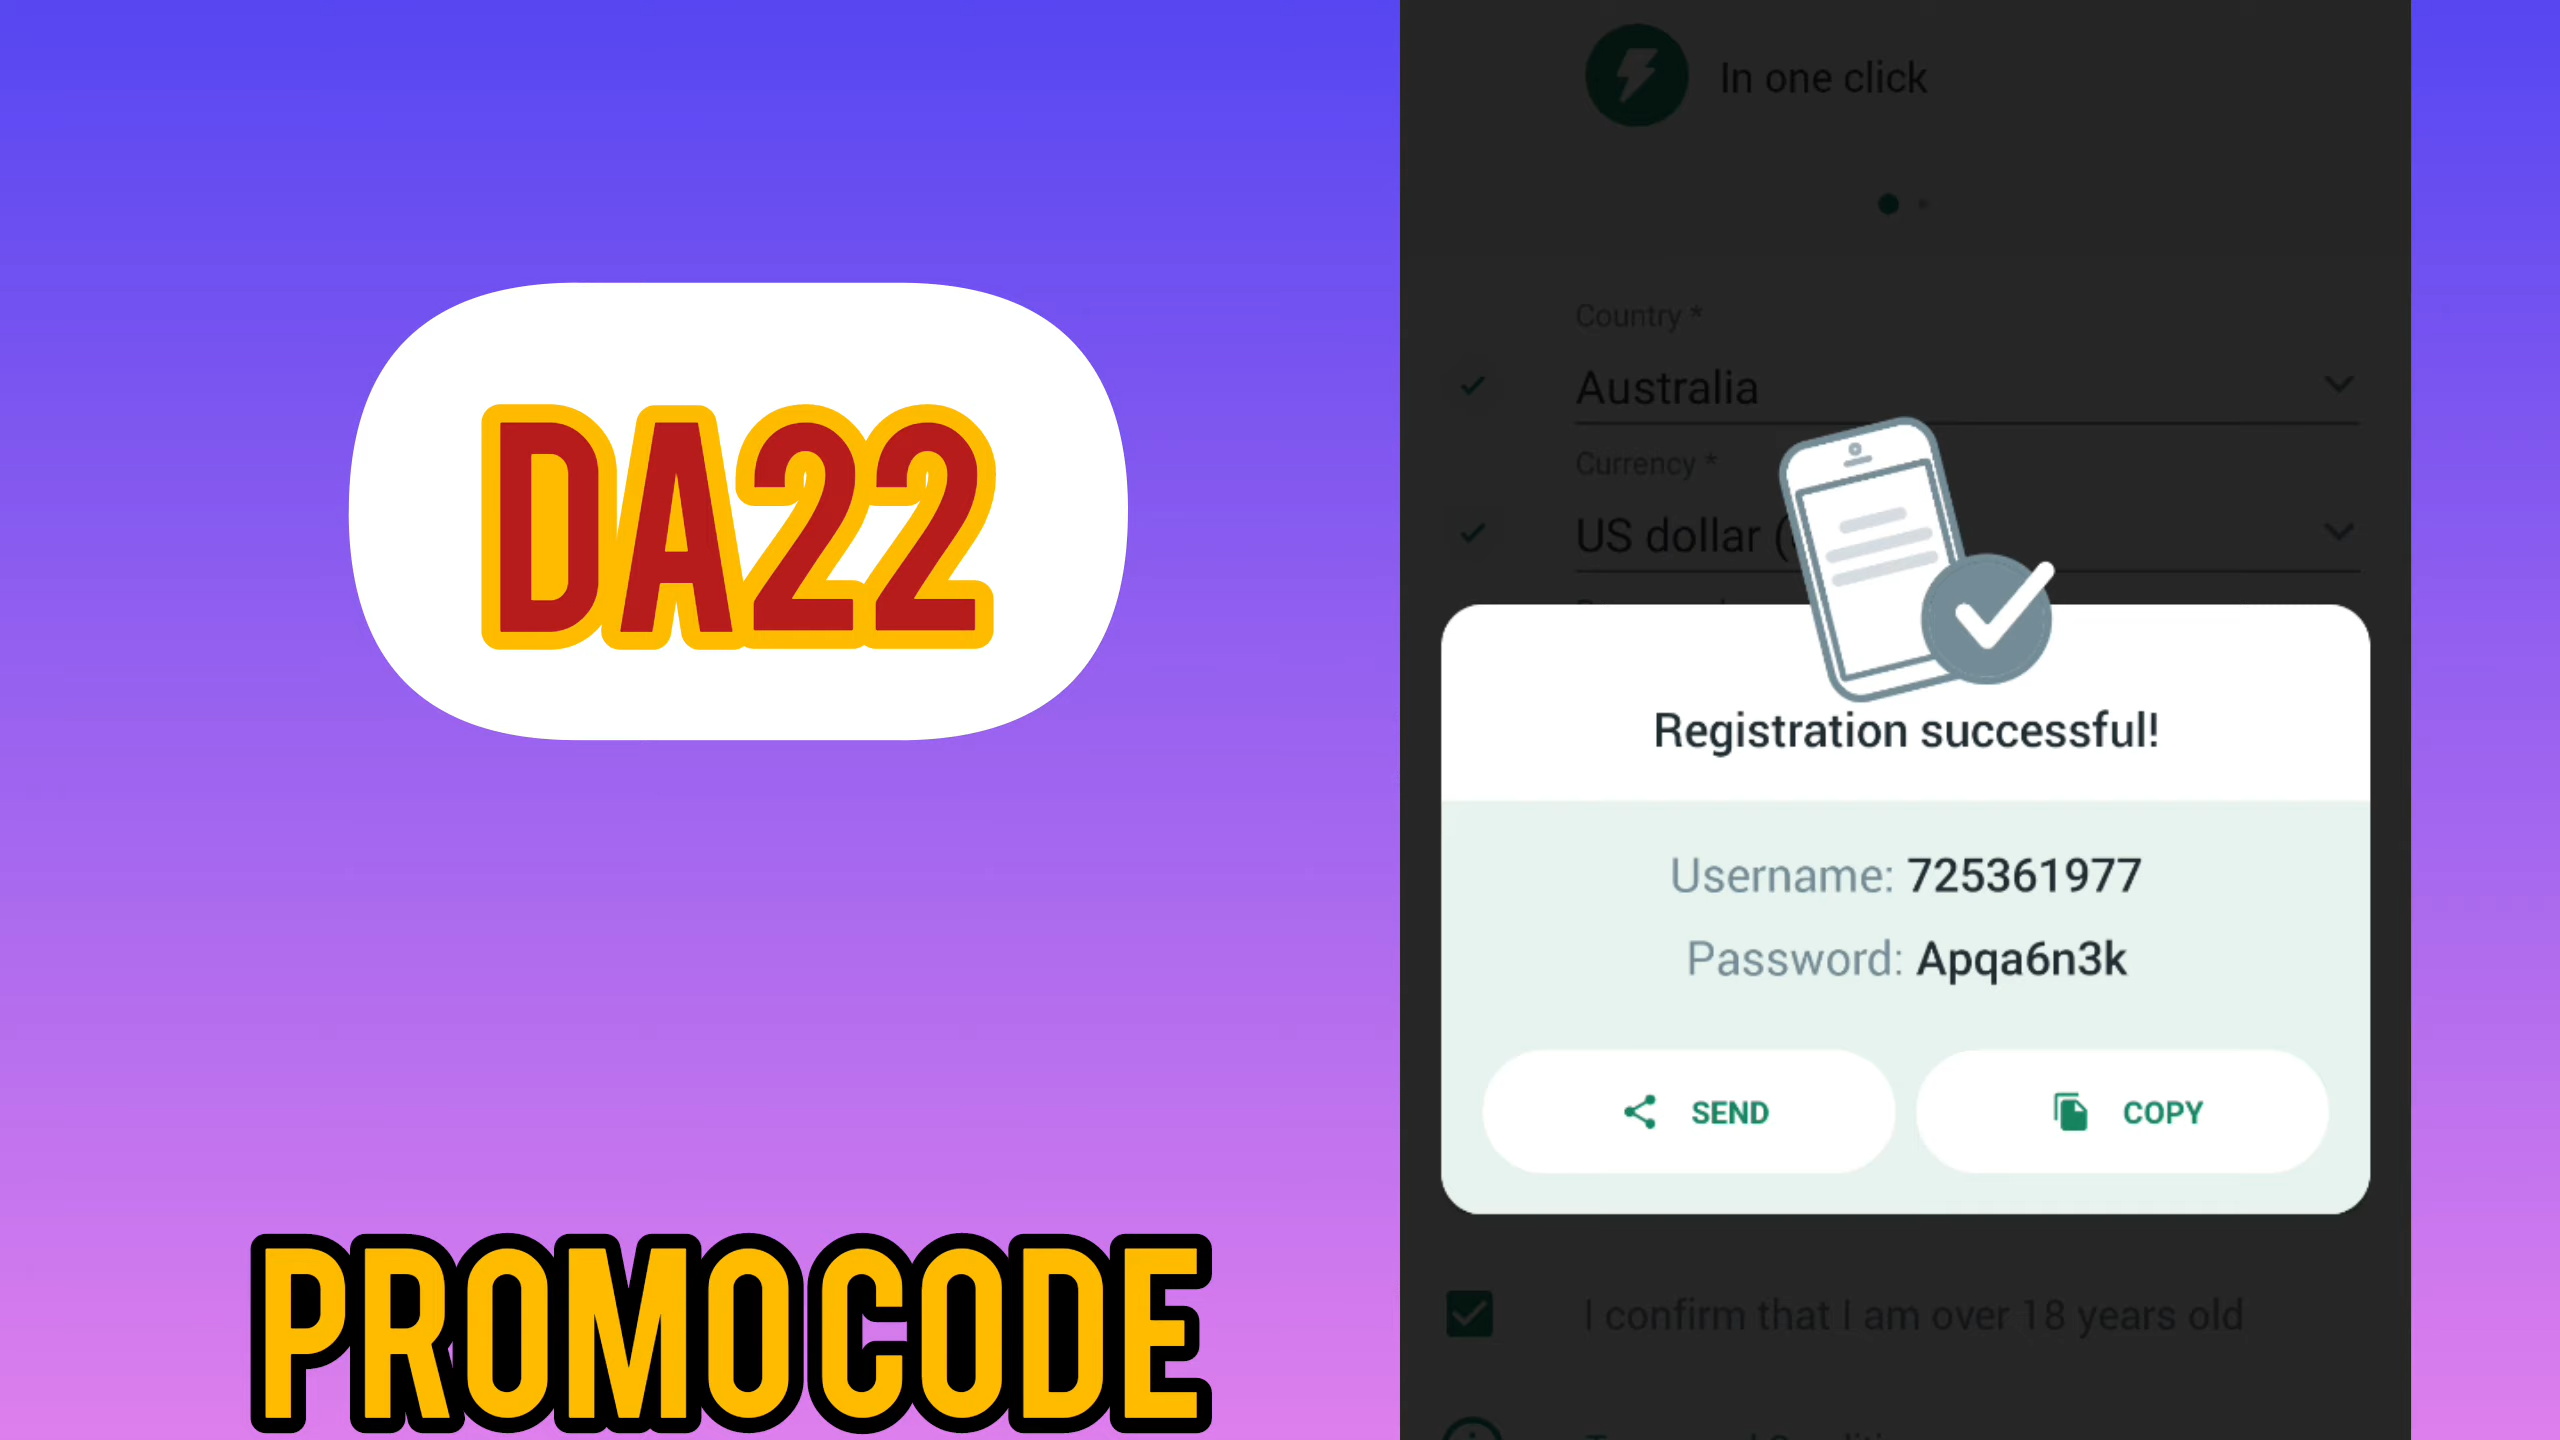 DA22
PROMOCODE
In one click
Country *
Australia
Currency *
US dollar (
Registration successful!
Username: 725361977
Password: Apqa6n3k
SEND
COPY
I confirm that I am over 18 years old